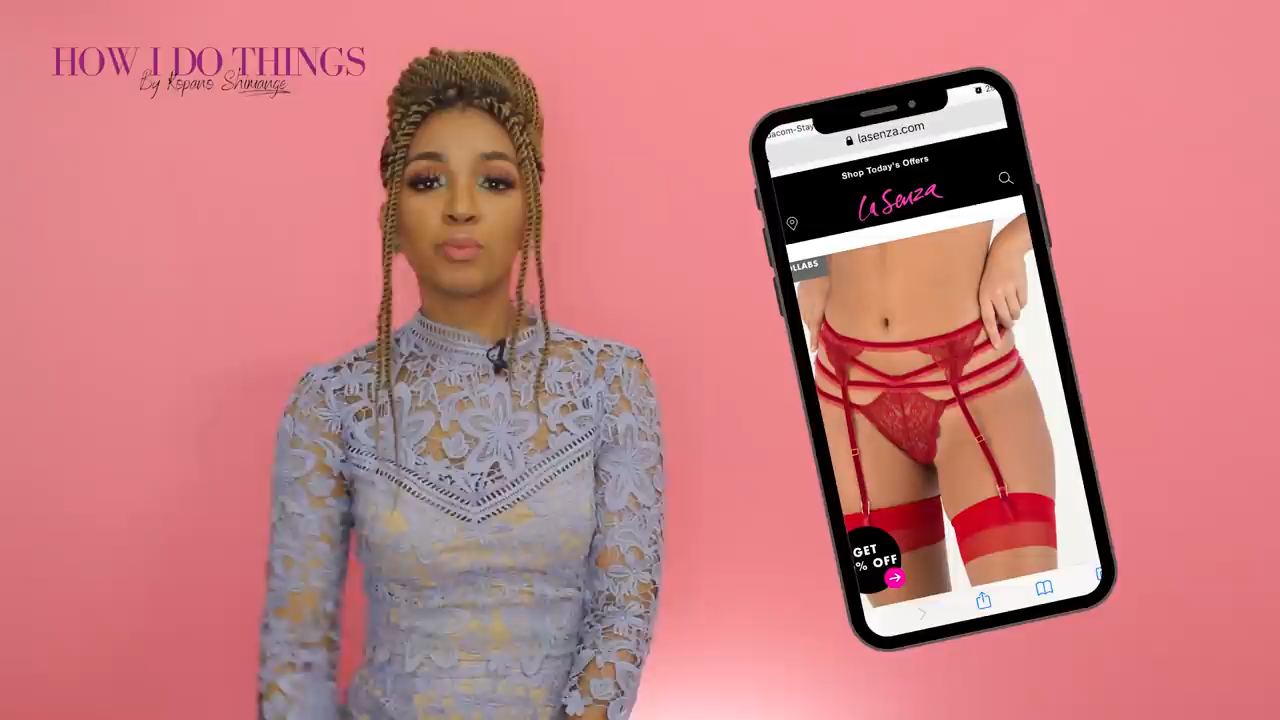 HOW I DO THINGS
By Kopano Shimange
lasenza.com
Shop Today's Offers
la Senza
GET
% OFF